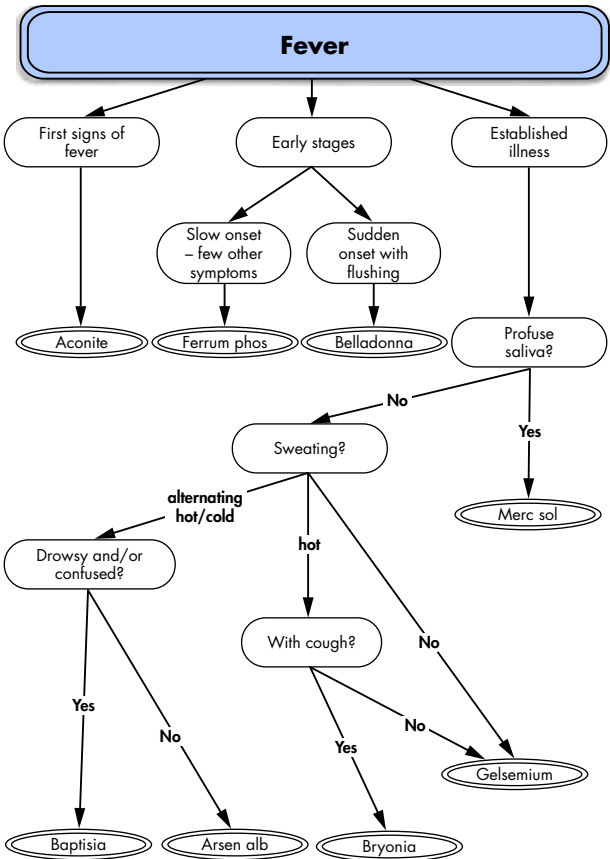 Fever
First signs of
fever
Early stages
Established
illness
Slow onset
– few other
symptoms
Sudden
onset with
flushing
Aconite
Ferrum phos
Belladonna
Profuse
saliva?
No
Yes
Sweating?
Merc sol
alternating
hot/cold
hot
No
Drowsy and/or
confused?
With cough?
Yes
No
Yes
No
Gelsemium
Baptisia
Arsen alb
Bryonia